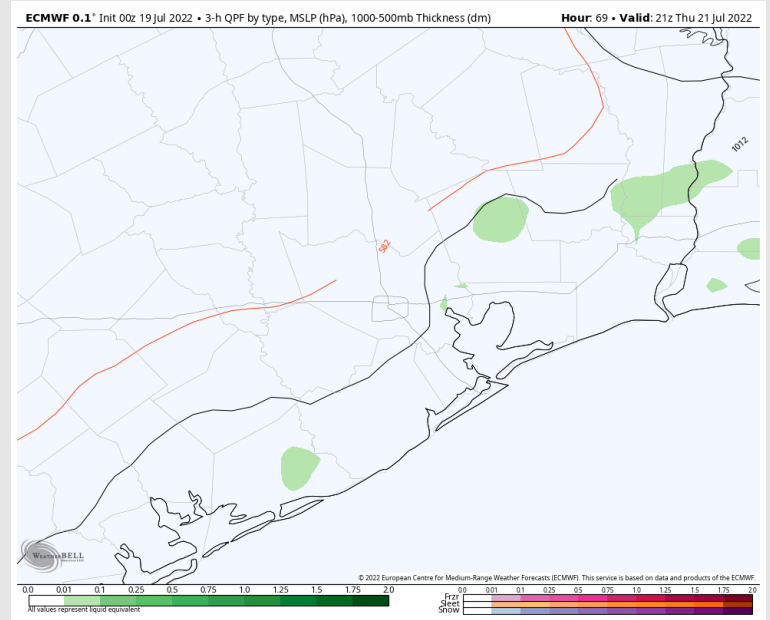 ECMWF 0.1° Init 00z 19 Jul 2022 • 3-h QPF by type, MSLP (hPa), 1000-500mb Thickness (dm)
Hour: 69 • Valid: 21z Thu 21 Jul 2022
1012
582
WEATHERBELL
© 2022 European Centre for Medium-Range Weather Forecasts (ECMWF). This service is based on data and products of the ECMWF.
0.0 0.01 0.1 0.25 0.5 0.75 1.0 1.25 1.5 1.75 2.0
All values represent liquid equivalent
0.0 0.01 0.1 0.25 0.5 0.75 1.0 1.25 1.5 1.75 2.0
Frzr
Sleet
Snow